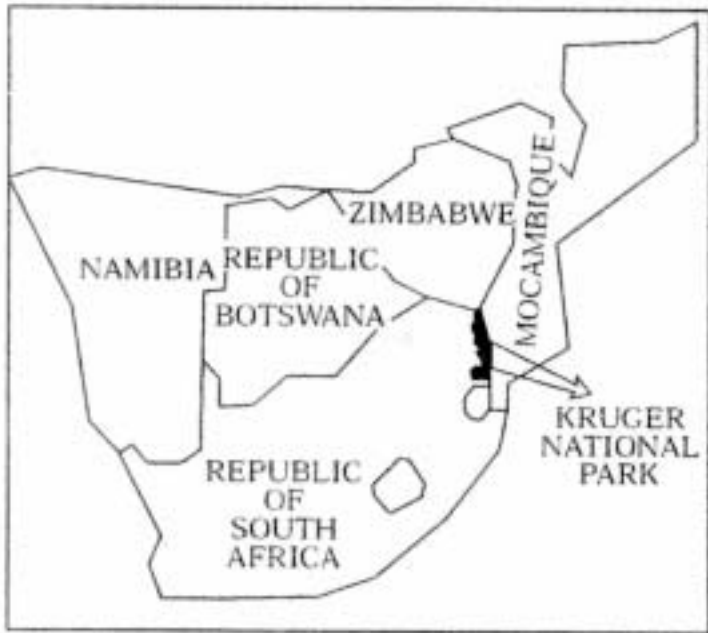 ZIMBABWE
MOCAMBIQUE
NAMIBIA
REPUBLIC
OF
BOTSWANA
KRUGER
NATIONAL
PARK
REPUBLIC
OF
SOUTH
AFRICA